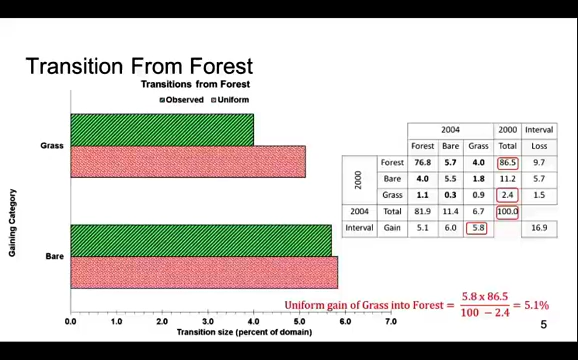 Transition From Forest
Transitions from Forest
Observed Uniform
Grass
Bare
Gaining Category
0.0 1.0 2.0 3.0 4.0 5.0 6.0 7.0
Transition size (percent of domain)
2004 2000 Interval
Forest Bare Grass Total Loss
2000
Forest 76.8 5.7 4.0 86.5 9.7
Bare 4.0 5.5 1.8 11.2 5.7
Grass 1.1 0.3 0.9 2.4 1.5
2004 Total 81.9 11.4 6.7 100.0
Interval Gain 5.1 6.0 5.8 16.9
Uniform gain of Grass into Forest = 5.8 x 86.5 / 100 − 2.4 = 5.1%
5